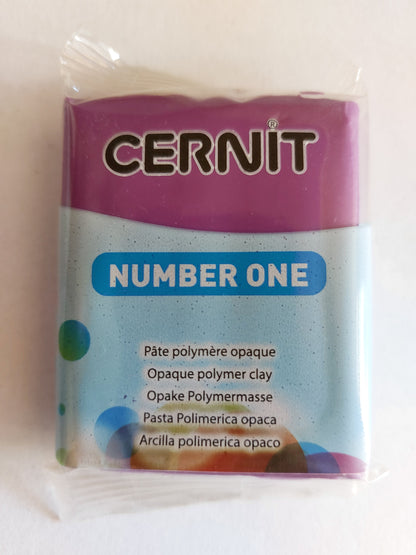 CERNIT®
NUMBER ONE
Pâte polymère opaque
Opaque polymer clay
Opake Polymermasse
Pasta Polimerica opaca
Arcilla polimerica opaco